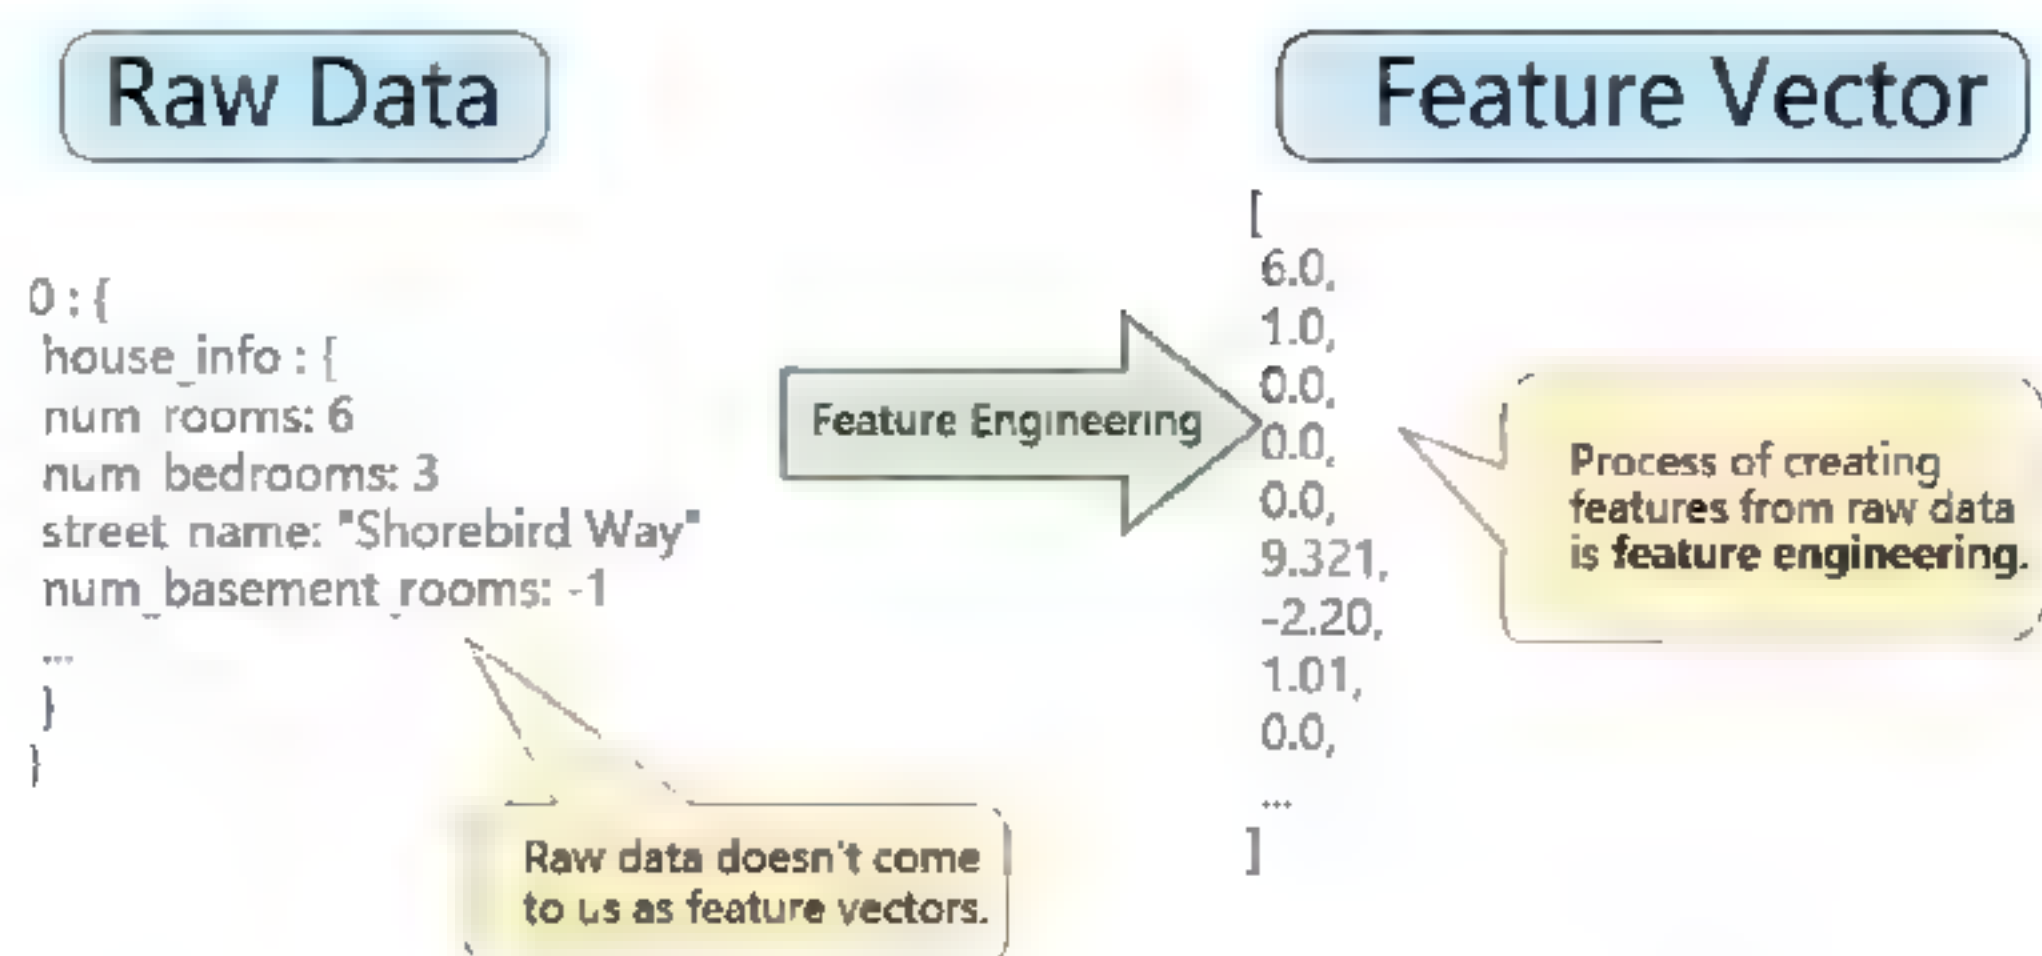 Raw Data
0 : {
house_info : [
num_rooms: 6
num_bedrooms: 3
street_name: "Shorebird Way"
num_basement_rooms: -1
...
}
}
Raw data doesn't come
to us as feature vectors.
Feature Engineering
Feature Vector
[
6.0,
1.0,
0.0,
0.0,
0.0,
9.321,
-2.20,
1.01,
0.0,
...
]
Process of creating
features from raw data
is feature engineering.